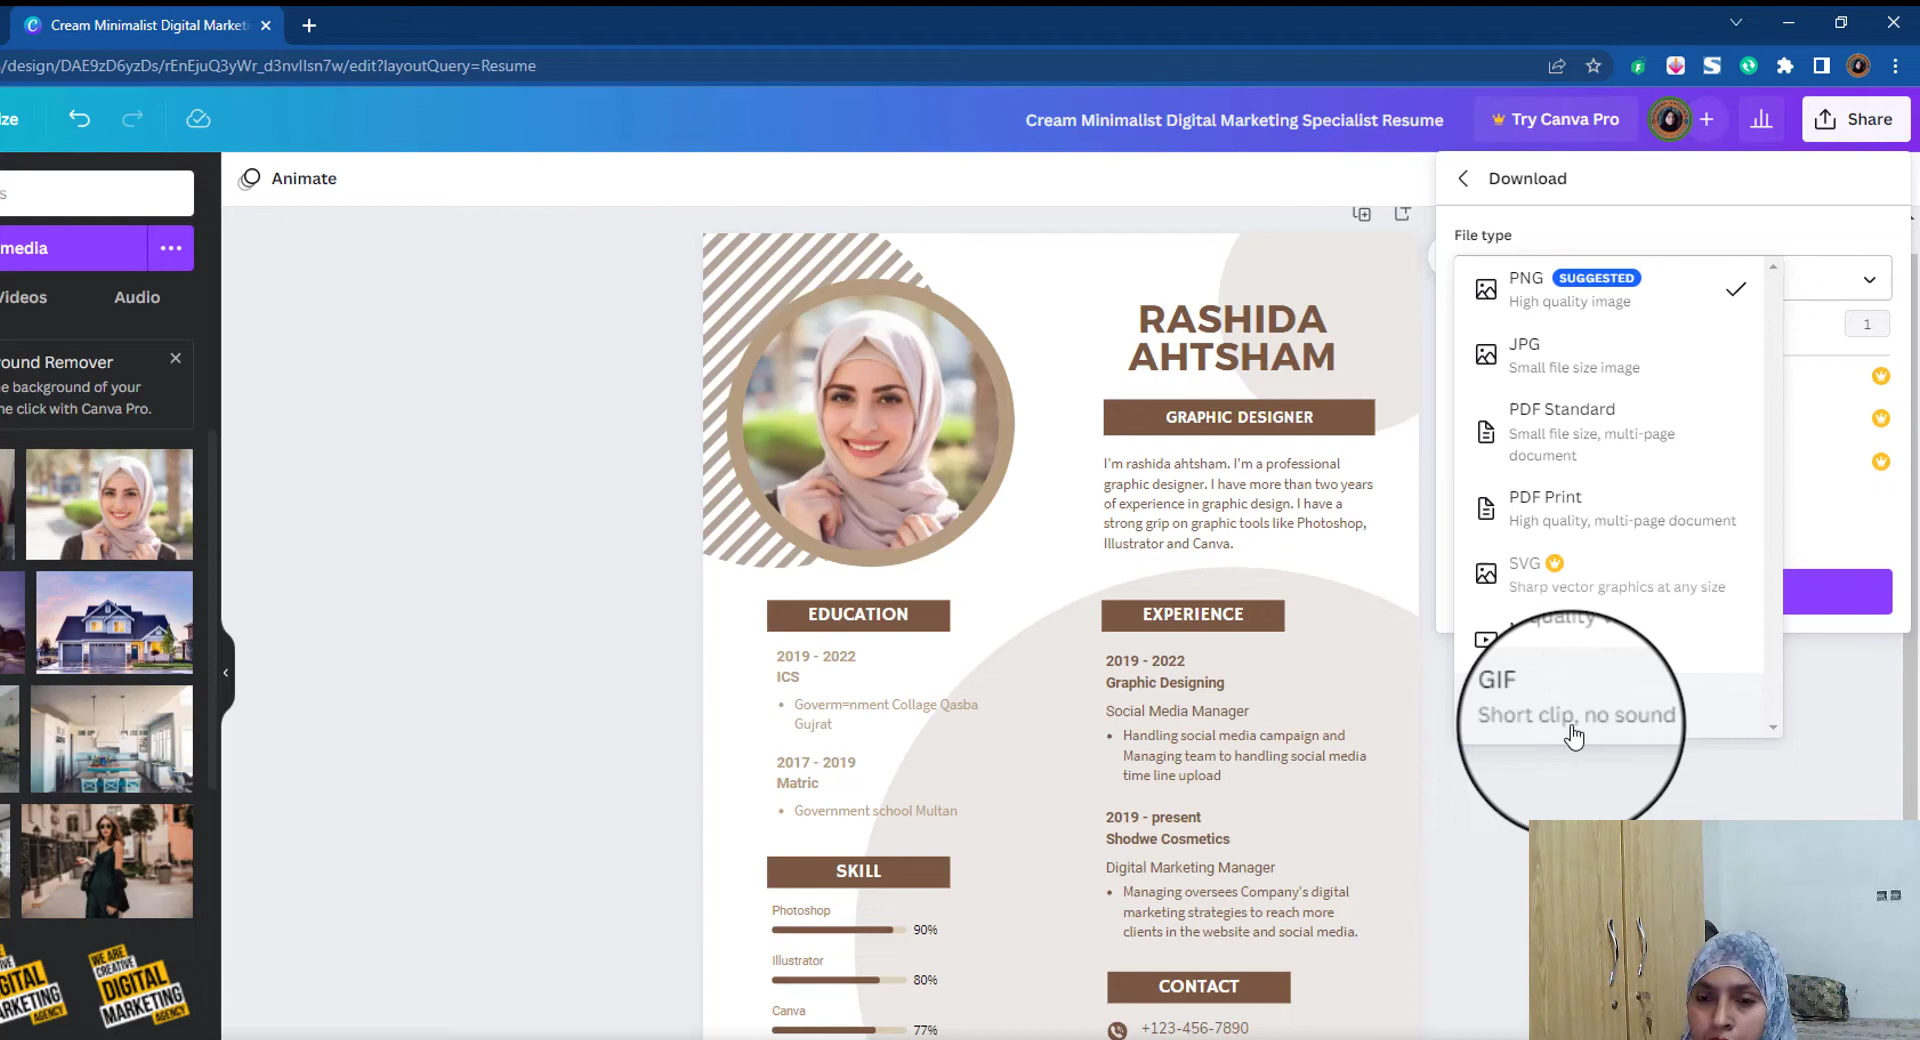 Cream Minimalist Digital Market
/design/DAE9zD6yzDs/rEnEjuQ3yWr_d3nvIIsn7w/edit?layoutQuery=Resume
ze
Cream Minimalist Digital Marketing Specialist Resume
Try Canva Pro
Share
s
media
Videos
Audio
ound Remover
he background of your
ne click with Canva Pro.
DIGITAL
MARKETING
AGENCY
WE ARE
CREATIVE
DIGITAL
MARKETING
AGENCY
Animate
RASHIDA
AHTSHAM
GRAPHIC DESIGNER
I'm rashida ahtsham. I'm a professional
graphic designer. I have more than two years
of experience in graphic design. I have a
strong grip on graphic tools like Photoshop,
Illustrator and Canva.
EDUCATION
2019 - 2022
ICS
• Goverm=nment Collage Qasba
Gujrat
2017 - 2019
Matric
• Government school Multan
SKILL
Photoshop
90%
Illustrator
80%
Canva
77%
EXPERIENCE
2019 - 2022
Graphic Designing
Social Media Manager
• Handling social media campaign and
Managing team to handling social media
time line upload
2019 - present
Shodwe Cosmetics
Digital Marketing Manager
• Managing oversees Company's digital
marketing strategies to reach more
clients in the website and social media.
CONTACT
+123-456-7890
Download
File type
PNG SUGGESTED
High quality image
1
JPG
Small file size image
PDF Standard
Small file size, multi-page
document
PDF Print
High quality, multi-page document
SVG
Sharp vector graphics at any size
quality
GIF
Short clip, no sound